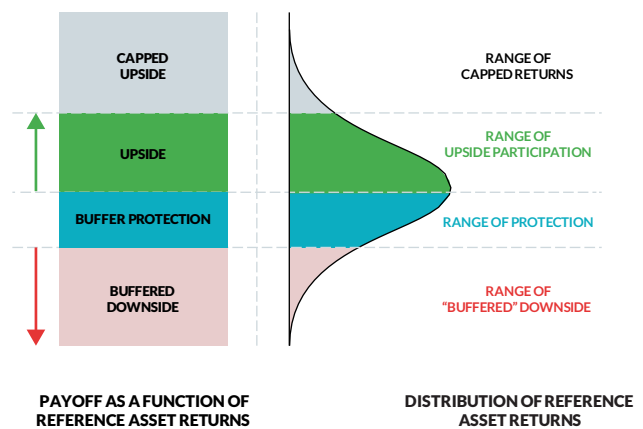 CAPPED
UPSIDE
UPSIDE
BUFFER PROTECTION
BUFFERED
DOWNSIDE
RANGE OF
CAPPED RETURNS
RANGE OF
UPSIDE PARTICIPATION
RANGE OF PROTECTION
RANGE OF
“BUFFERED” DOWNSIDE
PAYOFF AS A FUNCTION OF
REFERENCE ASSET RETURNS
DISTRIBUTION OF REFERENCE
ASSET RETURNS